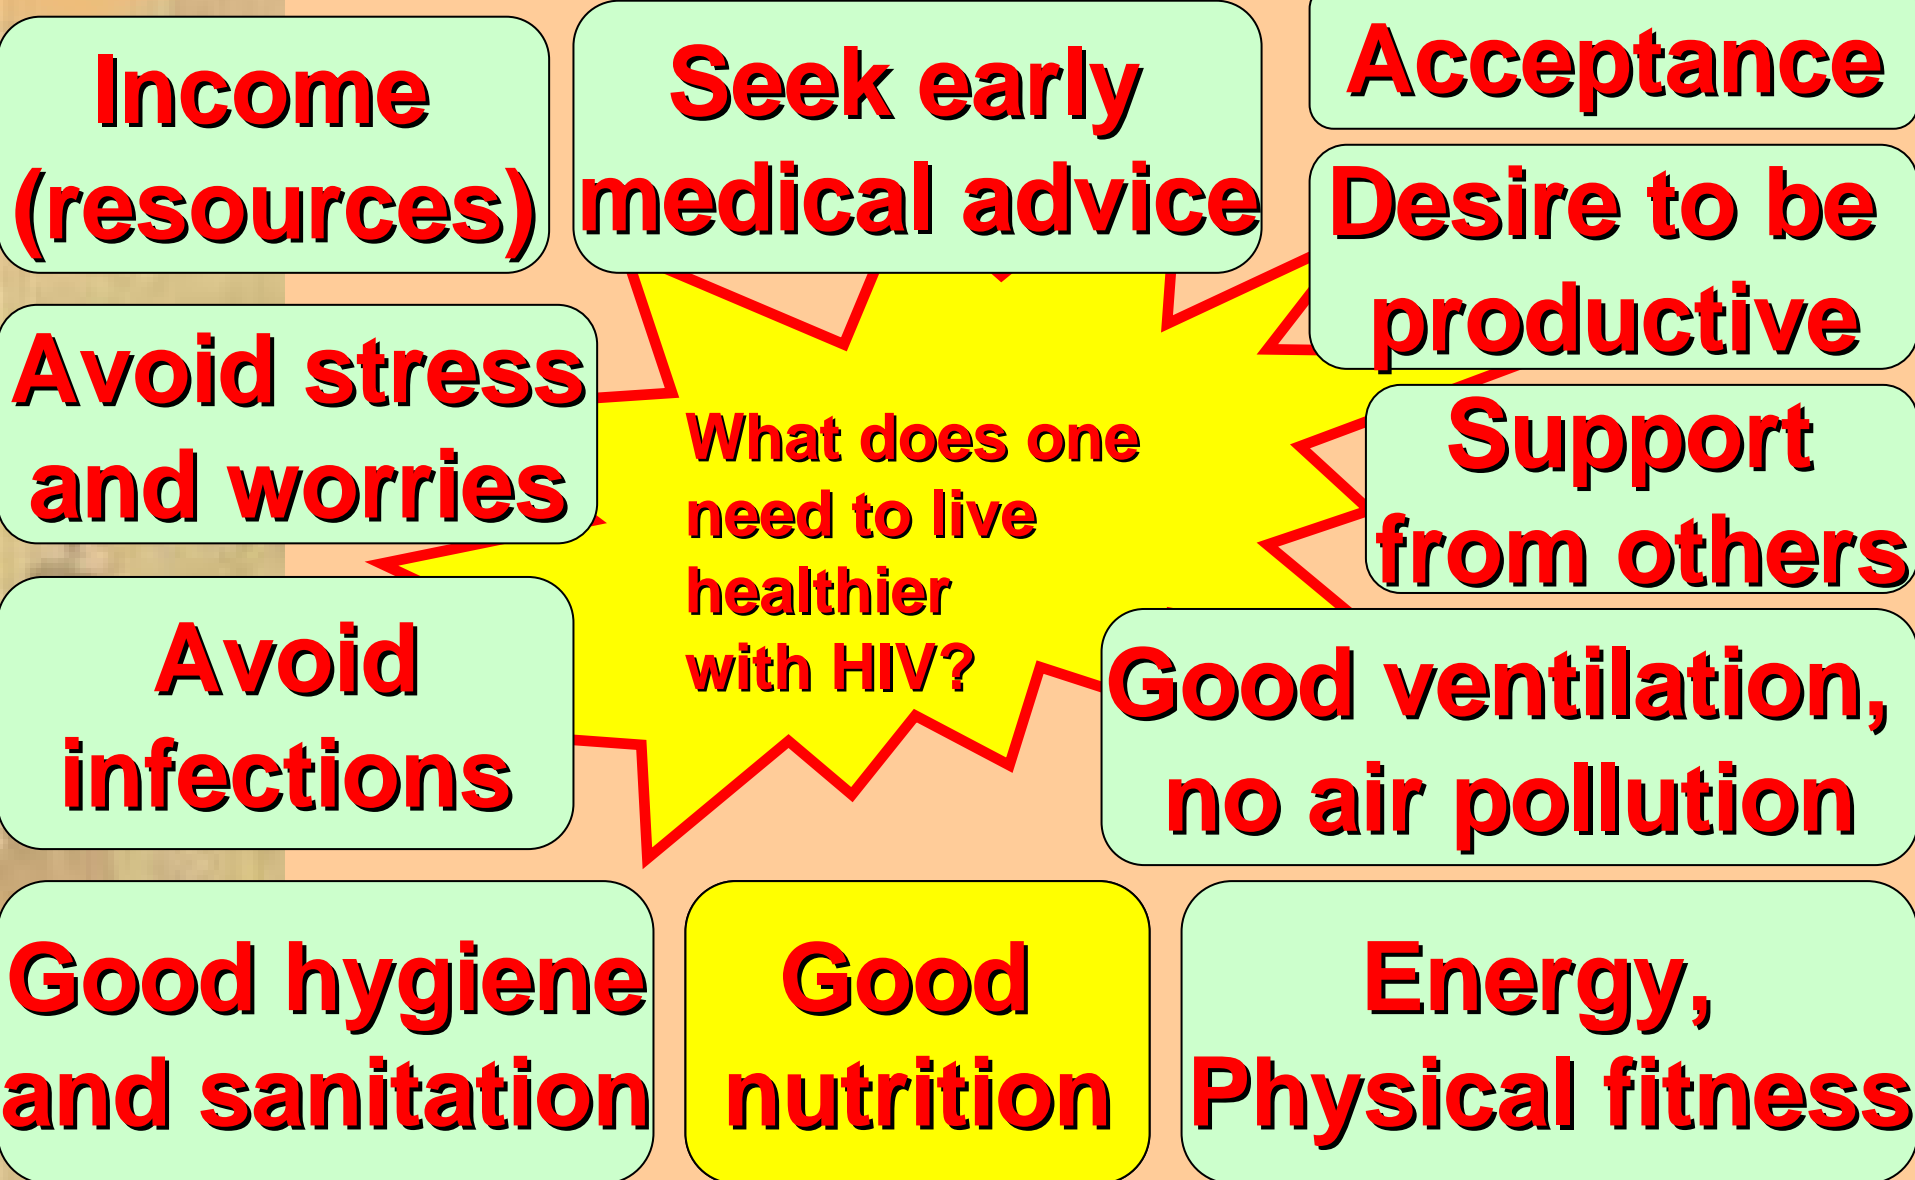 Income
(resources)
Seek early
medical advice
Acceptance
Desire to be
productive
Avoid stress
and worries
What does one
need to live
healthier
with HIV?
Support
from others
Avoid
infections
Good ventilation,
no air pollution
Good hygiene
and sanitation
Good
nutrition
Energy,
Physical fitness